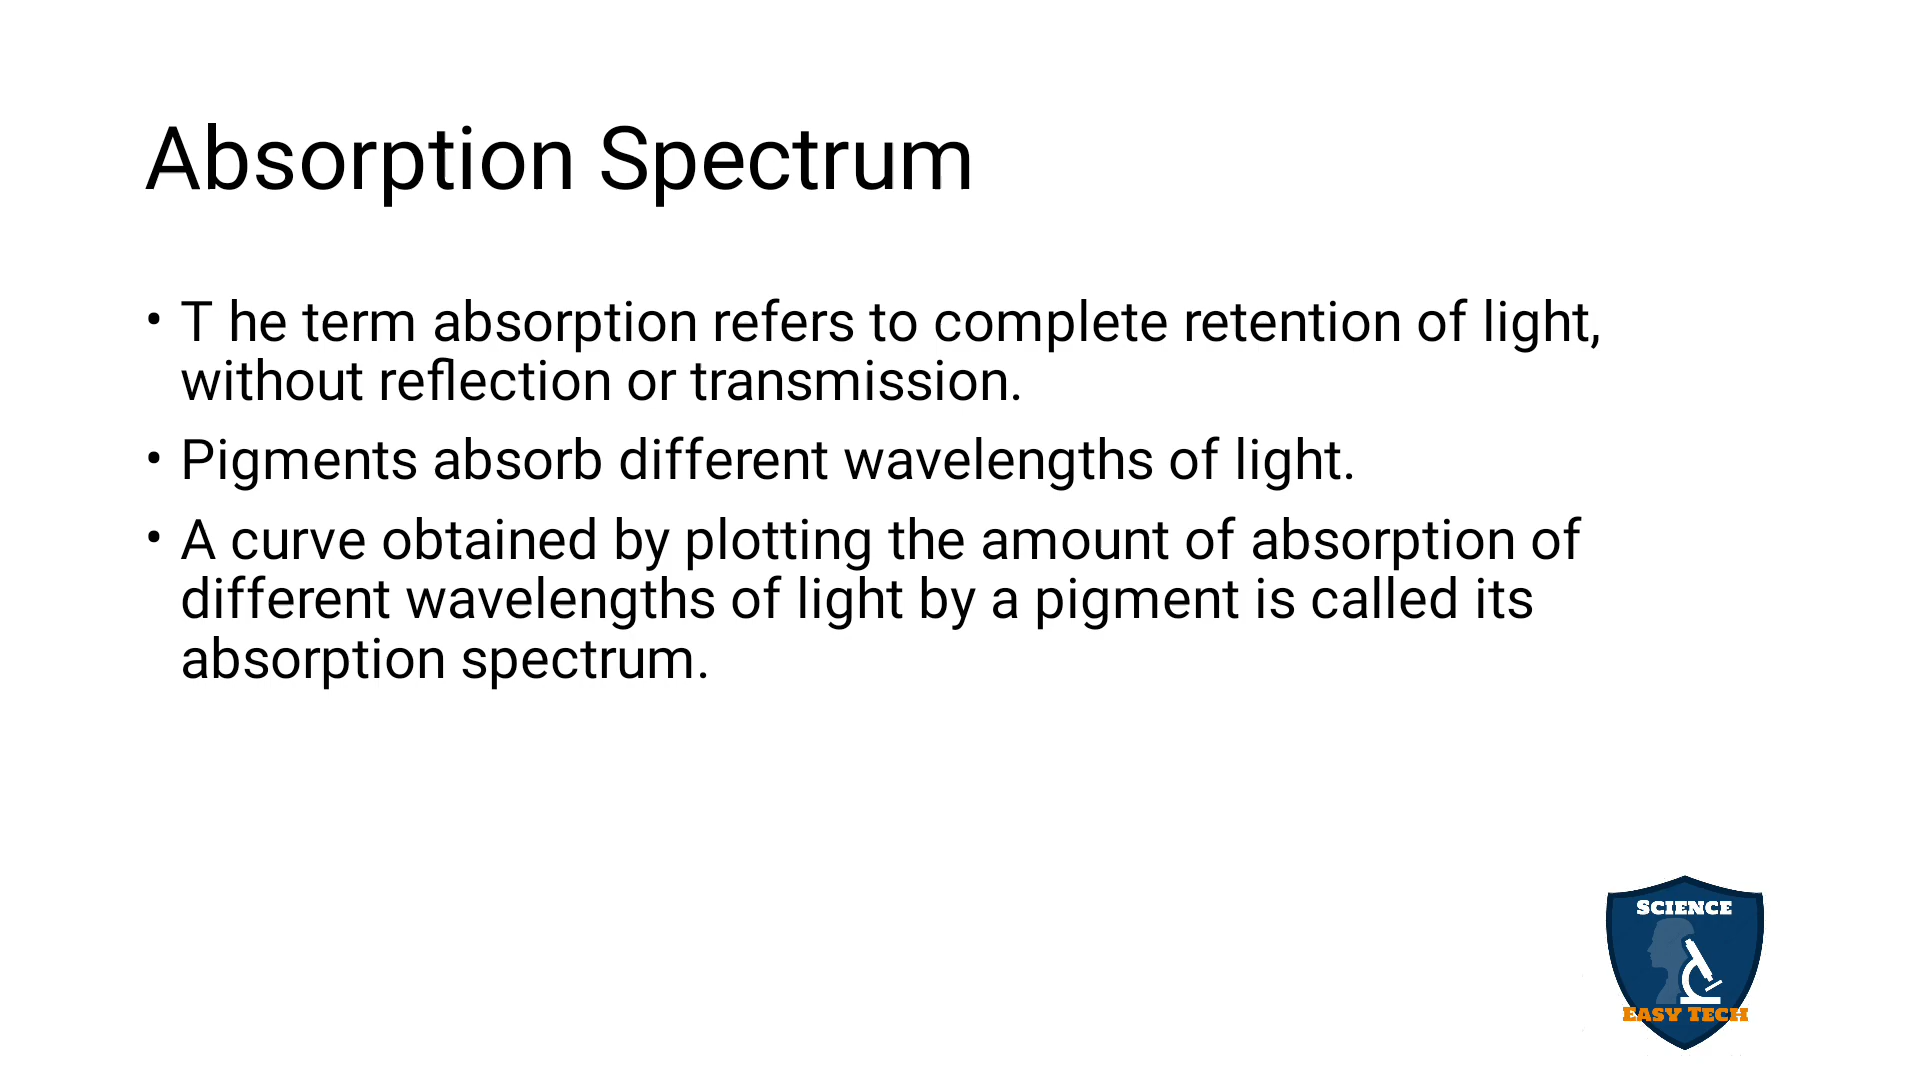 Absorption Spectrum
• T he term absorption refers to complete retention of light,
without reflection or transmission.
• Pigments absorb different wavelengths of light.
• A curve obtained by plotting the amount of absorption of
different wavelengths of light by a pigment is called its
absorption spectrum.
SCIENCE
EASY TECH